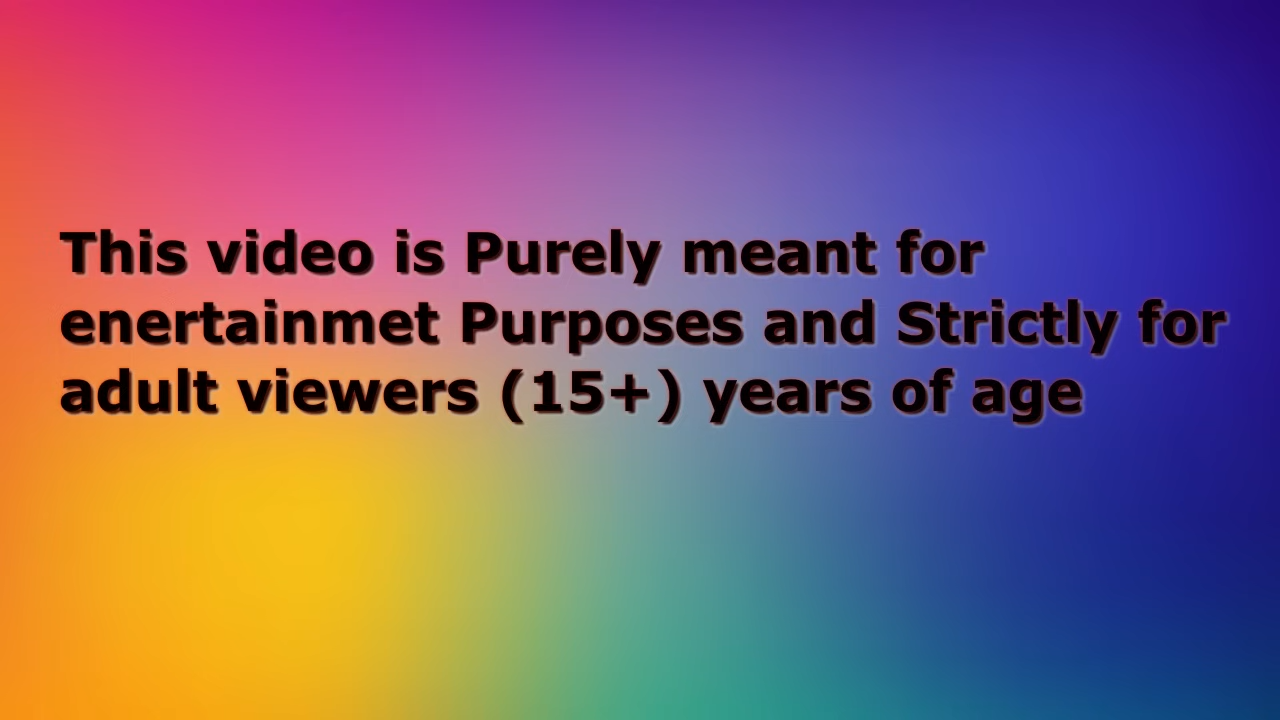 This video is Purely meant for
enertainmet Purposes and Strictly for
adult viewers (15+) years of age